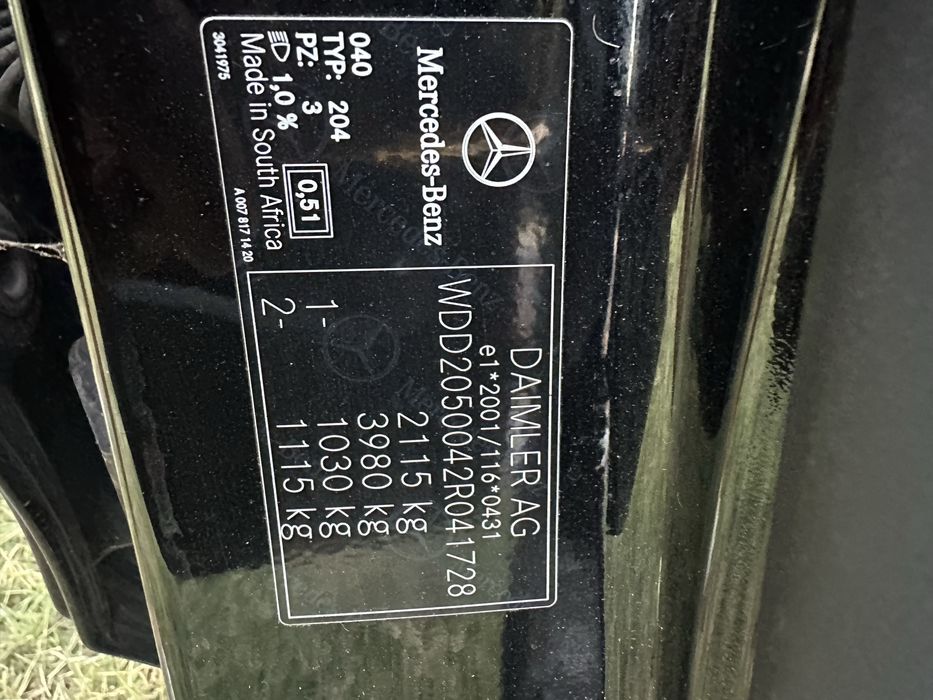 Mercedes-Benz
040
TYP: 204
PZ: 3
1,0 %
0,51
Made in South Africa
3041975
A 007 817 14 20
DAIMLER AG
e1*2001/116*0431
WDD2050042R041728
2115 kg
3980 kg
1- 1030 kg
2- 1115 kg